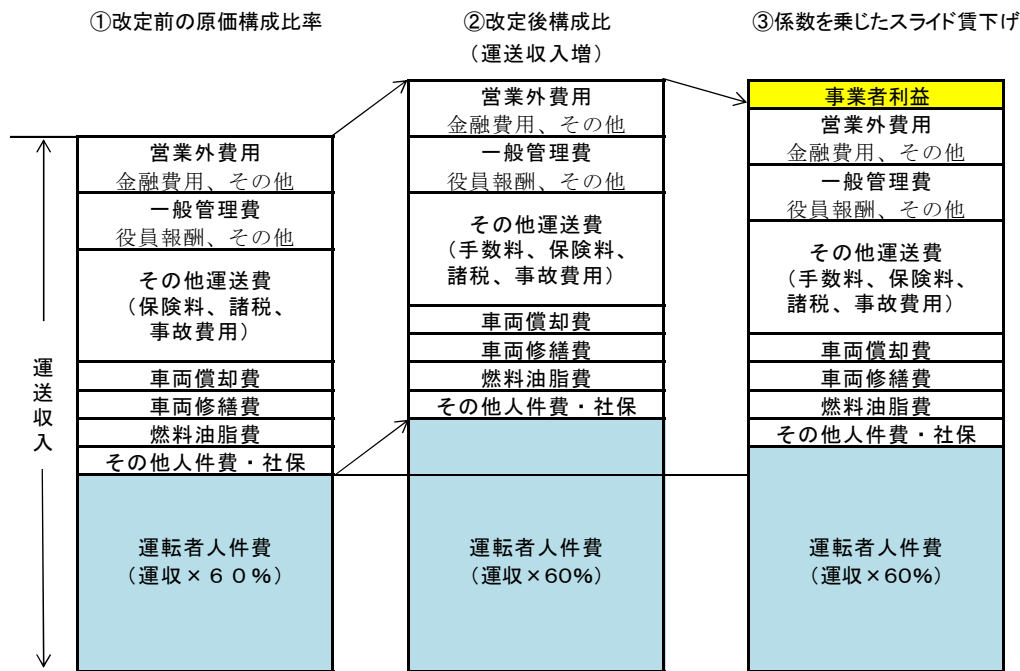 ①改定前の原価構成比率
②改定後構成比
(運送収入増)
③係数を乗じたスライド賃下げ
運送収入
営業外費用
金融費用、その他
一般管理費
役員報酬、その他
その他運送費
(保険料、諸税、
事故費用)
車両償却費
車両修繕費
燃料油脂費
その他人件費・社保
運転者人件費
(運収×60%)
営業外費用
金融費用、その他
一般管理費
役員報酬、その他
その他運送費
(手数料、保険料、
諸税、事故費用)
車両償却費
車両修繕費
燃料油脂費
その他人件費・社保
運転者人件費
(運収×60%)
事業者利益
営業外費用
金融費用、その他
一般管理費
役員報酬、その他
その他運送費
(手数料、保険料、
諸税、事故費用)
車両償却費
車両修繕費
燃料油脂費
その他人件費・社保
運転者人件費
(運収×60%)